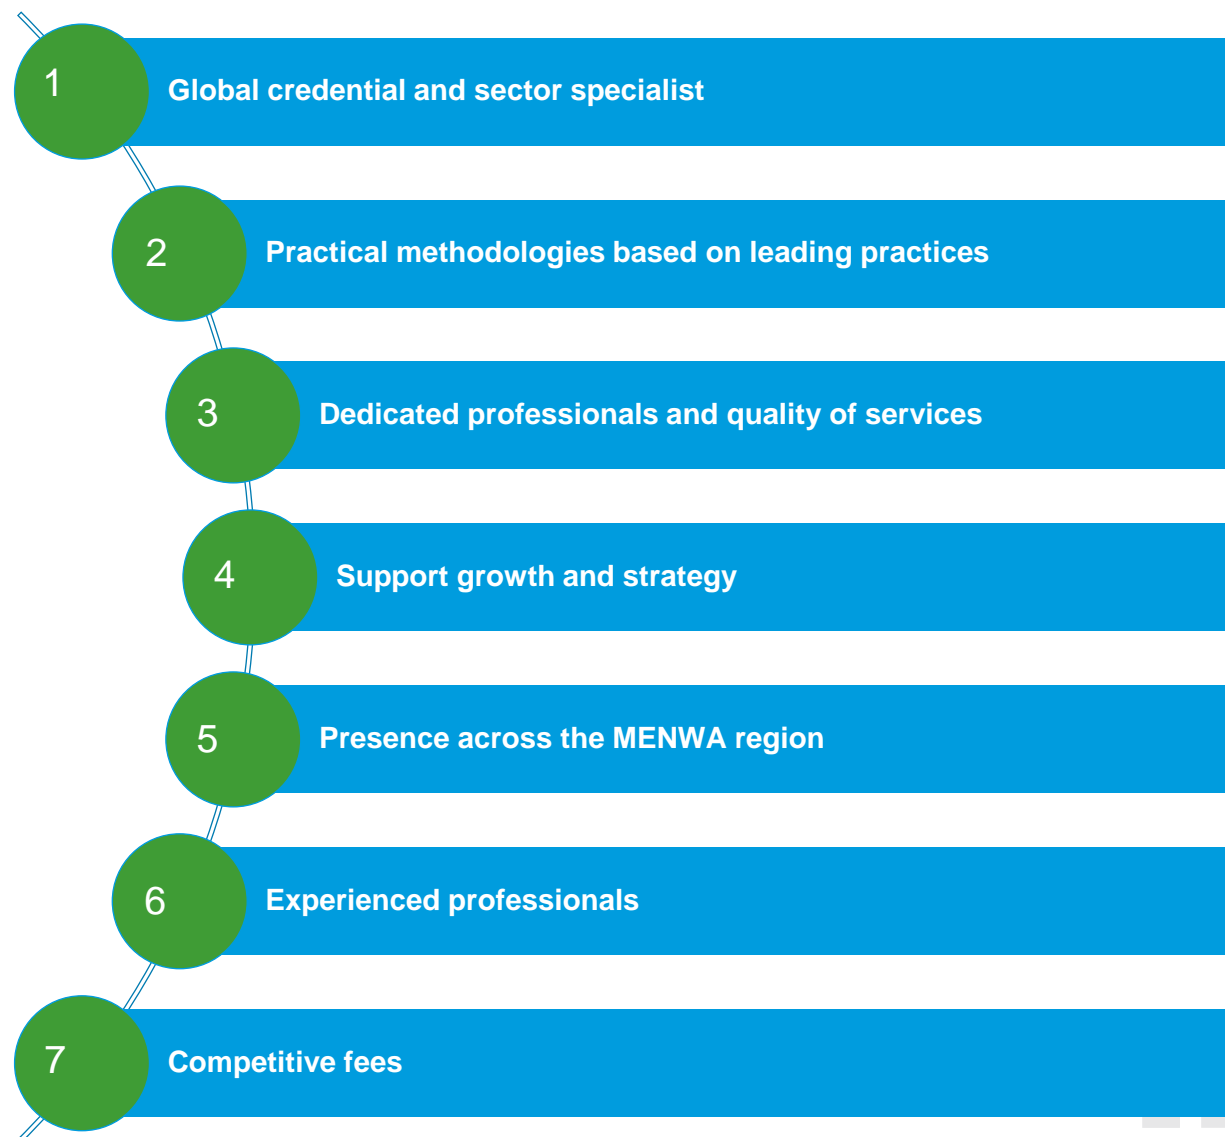 1
Global credential and sector specialist
2
Practical methodologies based on leading practices
3
Dedicated professionals and quality of services
4
Support growth and strategy
5
Presence across the MENWA region
6
Experienced professionals
7
Competitive fees